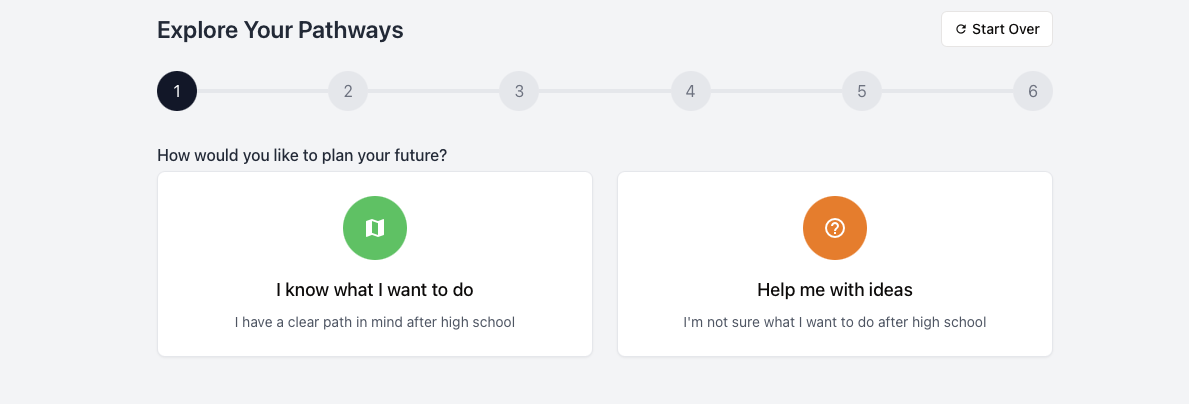 Explore Your Pathways
Start Over
1 2 3 4 5 6
How would you like to plan your future?
I know what I want to do
I have a clear path in mind after high school
Help me with ideas
I'm not sure what I want to do after high school